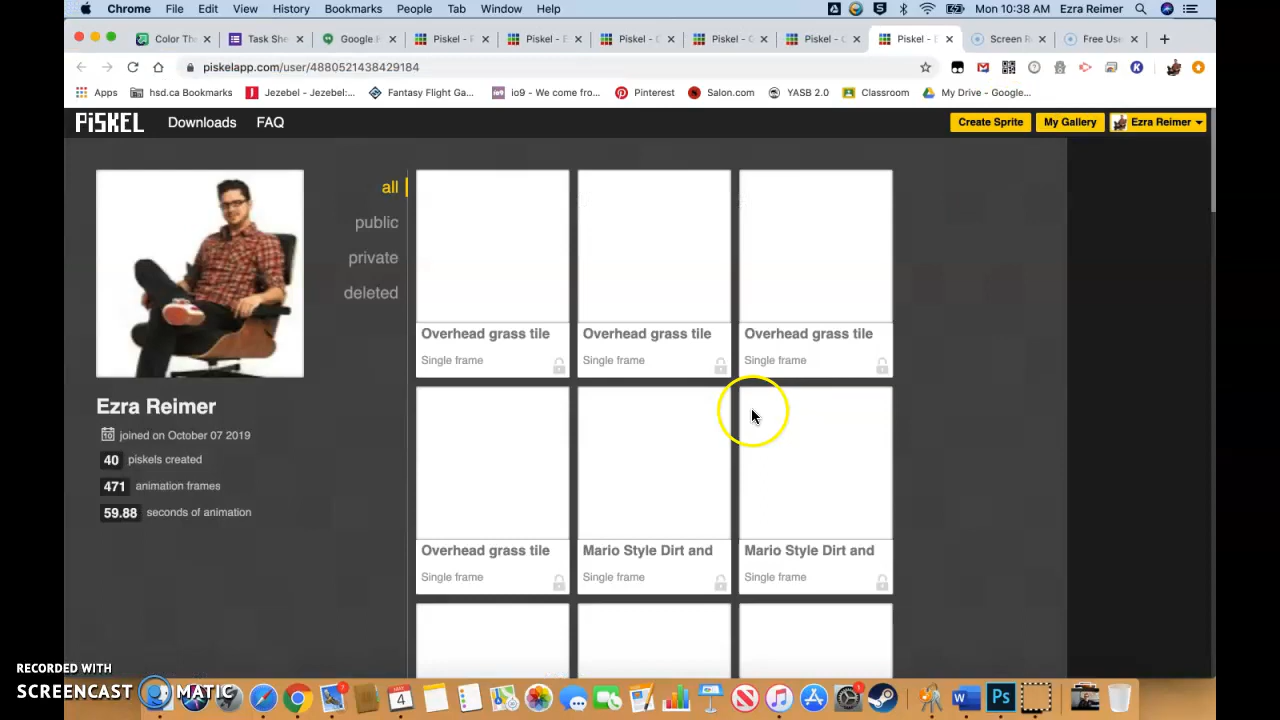 Chrome File Edit View History Bookmarks People Tab Window Help Mon 10:38 AM Ezra Reimer
Color The Task She Google Piskel - Piskel - E Piskel - Piskel - Piskel - Piskel - Screen R Free Use
piskelapp.com/user/4880521438429184
Apps hsd.ca Bookmarks Jezebel - Jezebel:... Fantasy Flight Ga... io9 - We come fro... Pinterest Salon.com YASB 2.0 Classroom My Drive - Google...
PiSKEL Downloads FAQ Create Sprite My Gallery Ezra Reimer
all
public
private
deleted
Ezra Reimer
joined on October 07 2019
40 piskels created
471 animation frames
59.88 seconds of animation
Overhead grass tile Overhead grass tile Overhead grass tile
Single frame Single frame Single frame
Overhead grass tile Mario Style Dirt and Mario Style Dirt and
Single frame Single frame Single frame
RECORDED WITH
SCREENCAST MATIC